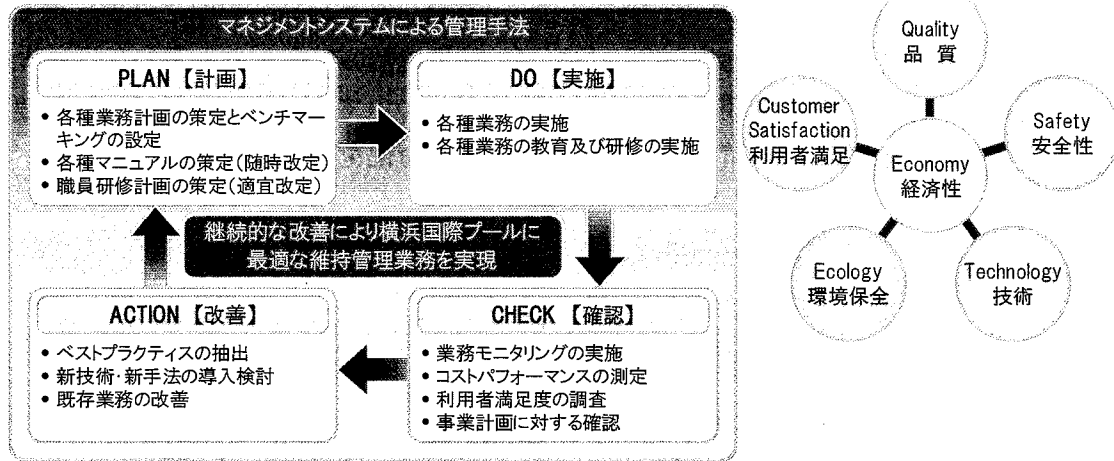 マネジメントシステムによる管理手法
PLAN 【計画】
• 各種業務計画の策定とベンチマー
キングの設定
• 各種マニュアルの策定(随時改定)
• 職員研修計画の策定(適宜改定)
DO 【実施】
• 各種業務の実施
• 各種業務の教育及び研修の実施
継続的な改善により横浜国際プールに
最適な維持管理業務を実現
ACTION 【改善】
• ベストプラクティスの抽出
• 新技術・新手法の導入検討
• 既存業務の改善
CHECK 【確認】
• 業務モニタリングの実施
• コストパフォーマンスの測定
• 利用者満足度の調査
• 事業計画に対する確認
Quality
品 質
Customer
Satisfaction
利用者満足
Safety
安全性
Economy
経済性
Ecology
環境保全
Technology
技術